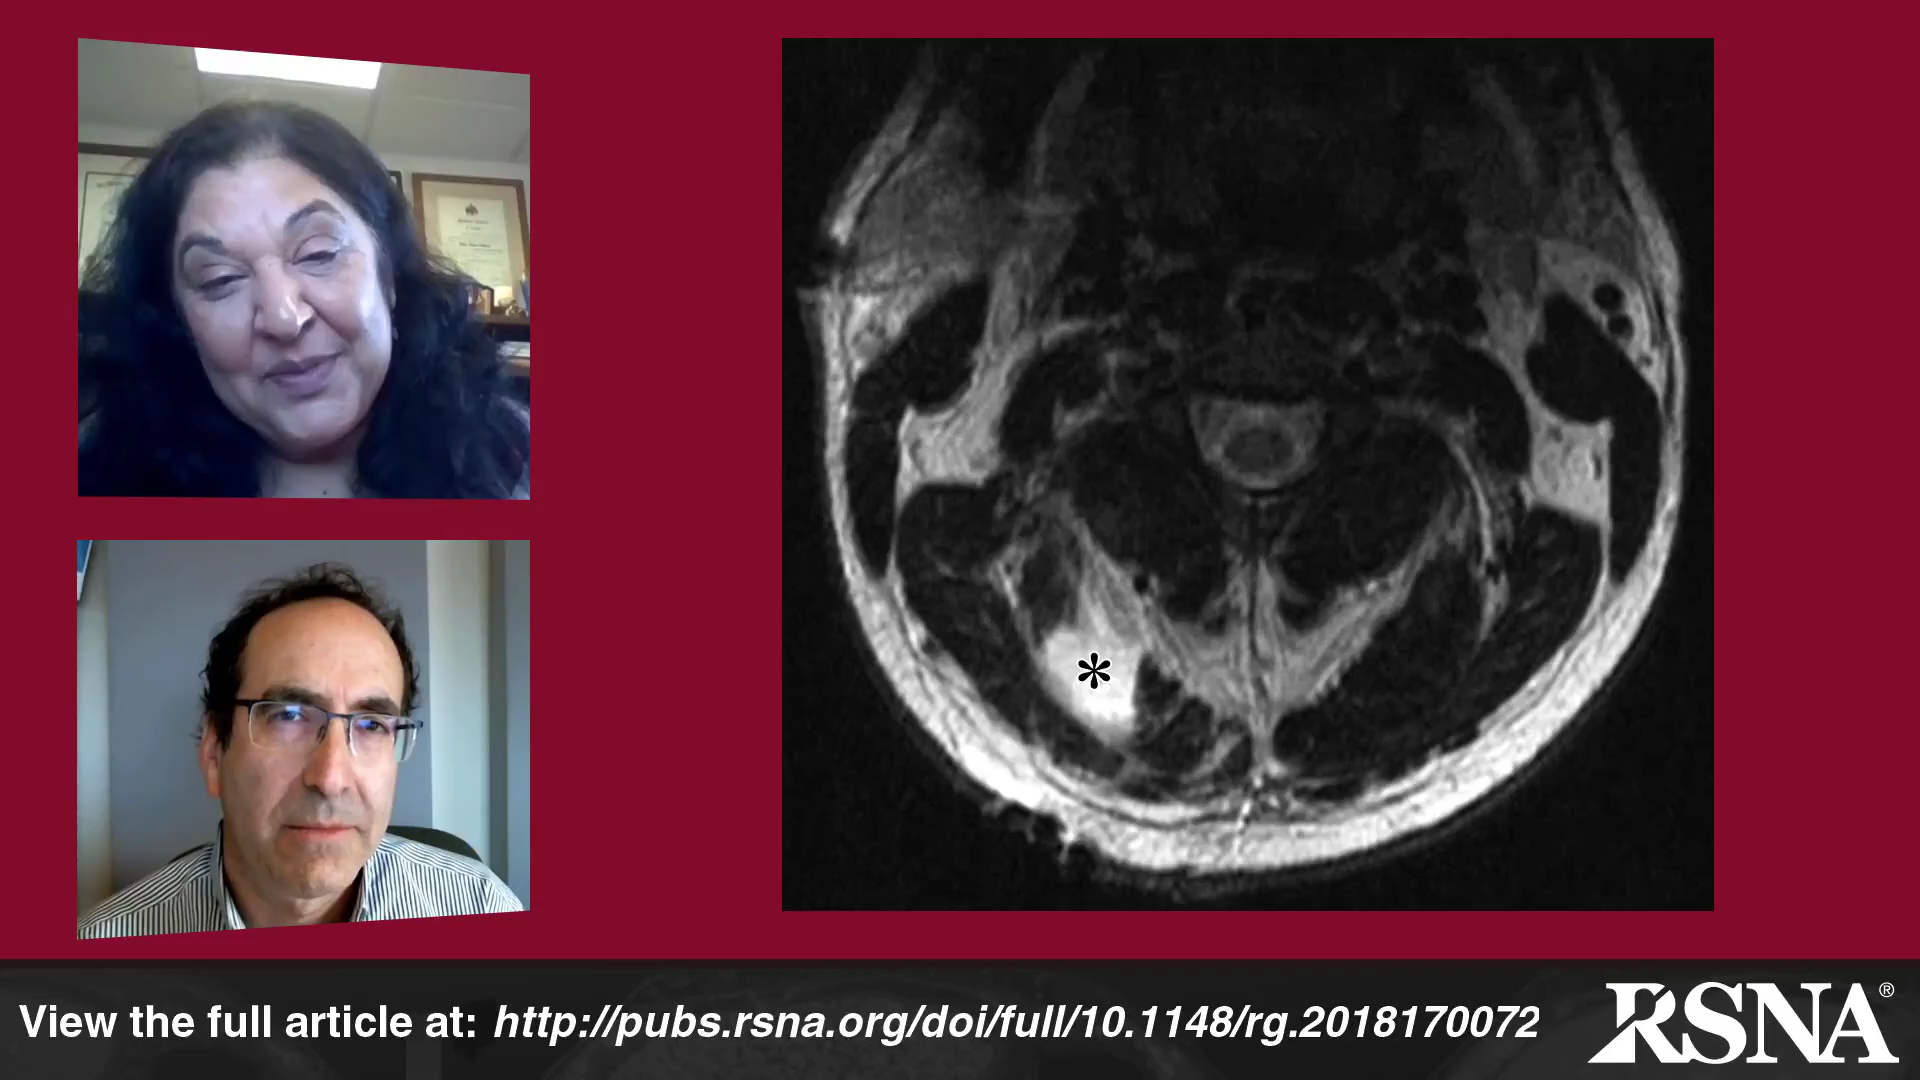 *
View the full article at: http://pubs.rsna.org/doi/full/10.1148/rg.2018170072
RSNA®